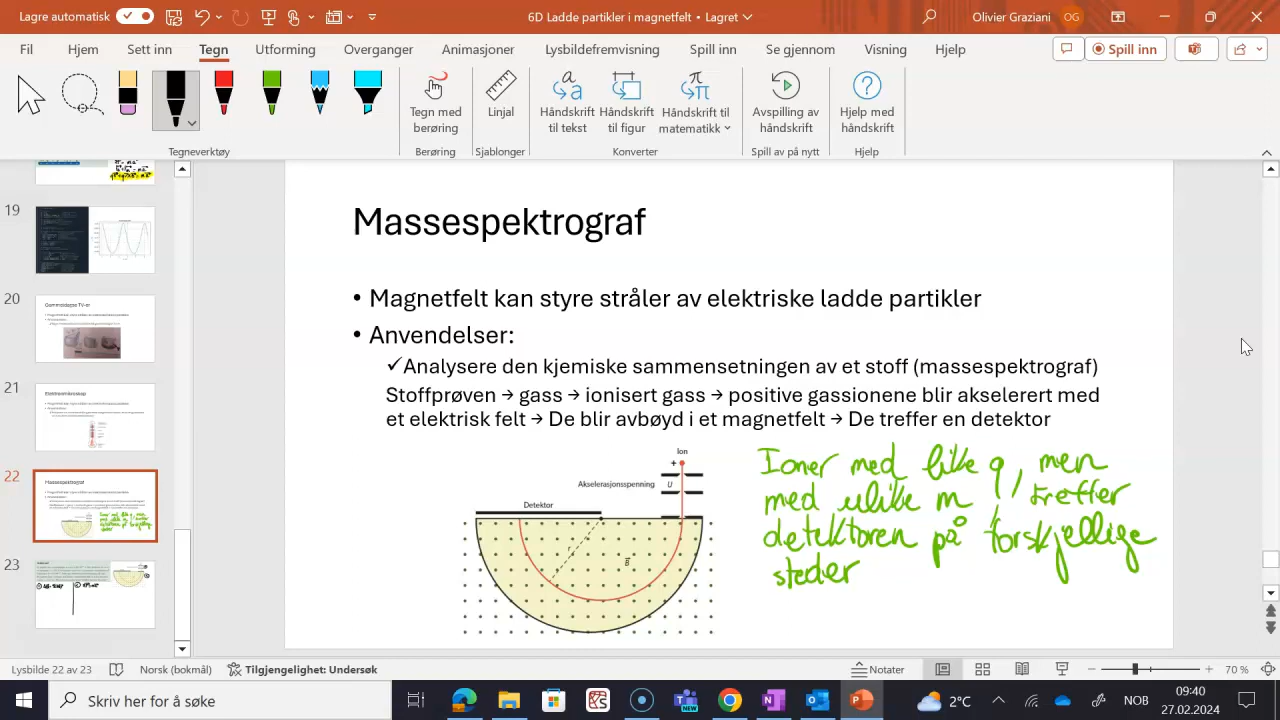 Lagre automatisk
6D Ladde partikler i magnetfelt • Lagret
Olivier Graziani
OG
Fil
Hjem
Sett inn
Tegn
Utforming
Overganger
Animasjoner
Lysbildefremvisning
Spill inn
Se gjennom
Visning
Hjelp
Spill inn
Tegn med
berøring
Linjal
Håndskrift
til tekst
Håndskrift
til figur
Håndskrift til
matematikk
Avspilling av
håndskrift
Hjelp med
håndskrift
Tegneverktøy
Berøring
Sjablonger
Konverter
Spill av på nytt
Hjelp
19
20
Gammeldagse TV-er
21
Elektronmikroskop
22
Massespektrograf
23
Massespektrograf
• Magnetfelt kan styre stråler av elektriske ladde partikler
• Anvendelser:
✓Analysere den kjemiske sammensetningen av et stoff (massespektrograf)
Stoffprøven → gass → ionisert gass → positive gassionene blir akselerert med
et elektrisk felt → De blir avbøyd i et magnetfelt → De treffer en detektor
Ion
+
Akselerasjonsspenning
U
Detektor
r
B
Ioner med like q, men
med ulike m, treffer
detektoren på forskjellige
steder
Lysbilde 22 av 23
Norsk (bokmål)
Tilgjengelighet: Undersøk
Notater
70 %
Skriv her for å søke
2°C
NOB
09:40
27.02.2024